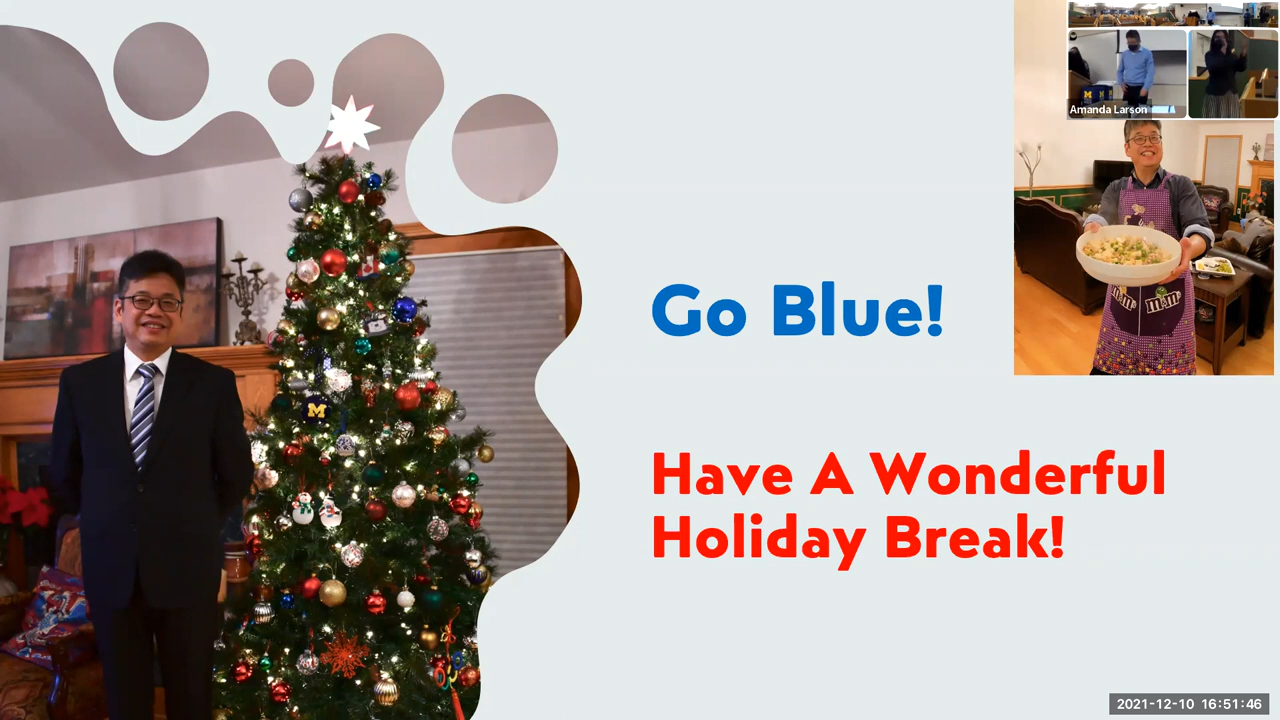 Go Blue!
Have A Wonderful
Holiday Break!
Amanda Larson
M
m&m's
m&m's
M
2021-12-10 16:51:46